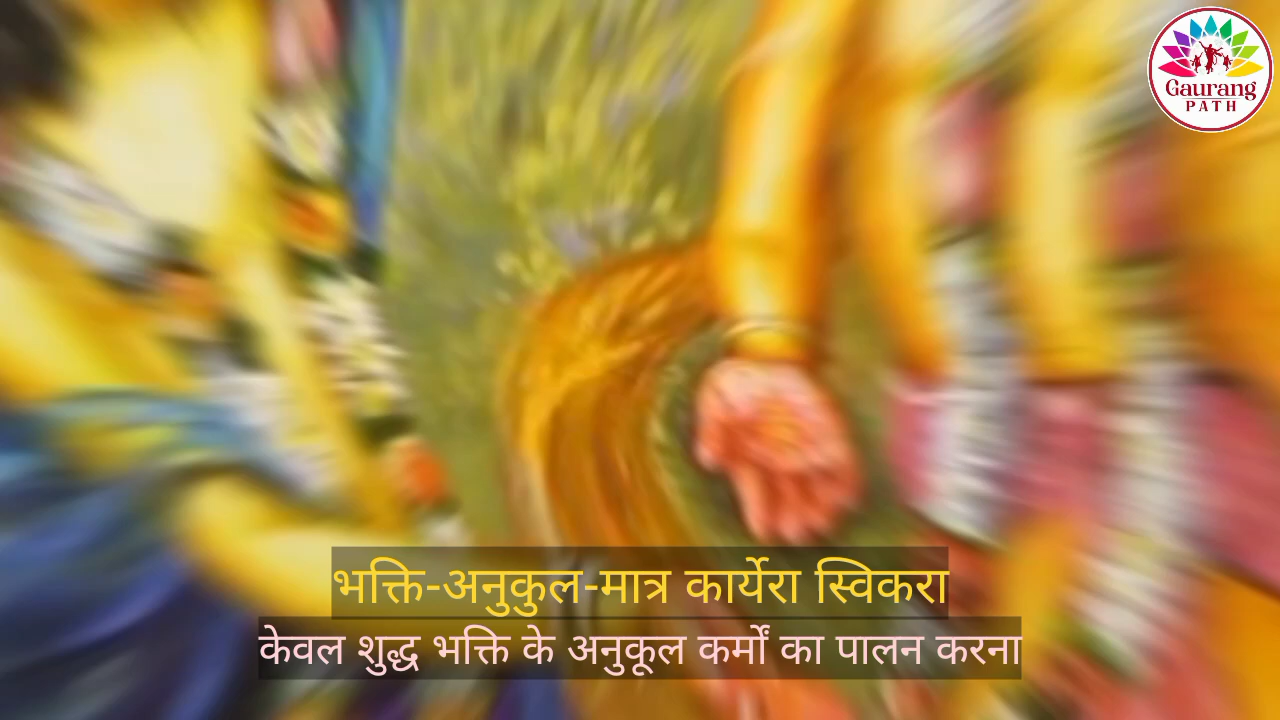 Gaurang
PATH
भक्ति-अनुकुल-मात्र कार्येरा स्विकरा
केवल शुद्ध भक्ति के अनुकूल कर्मों का पालन करना